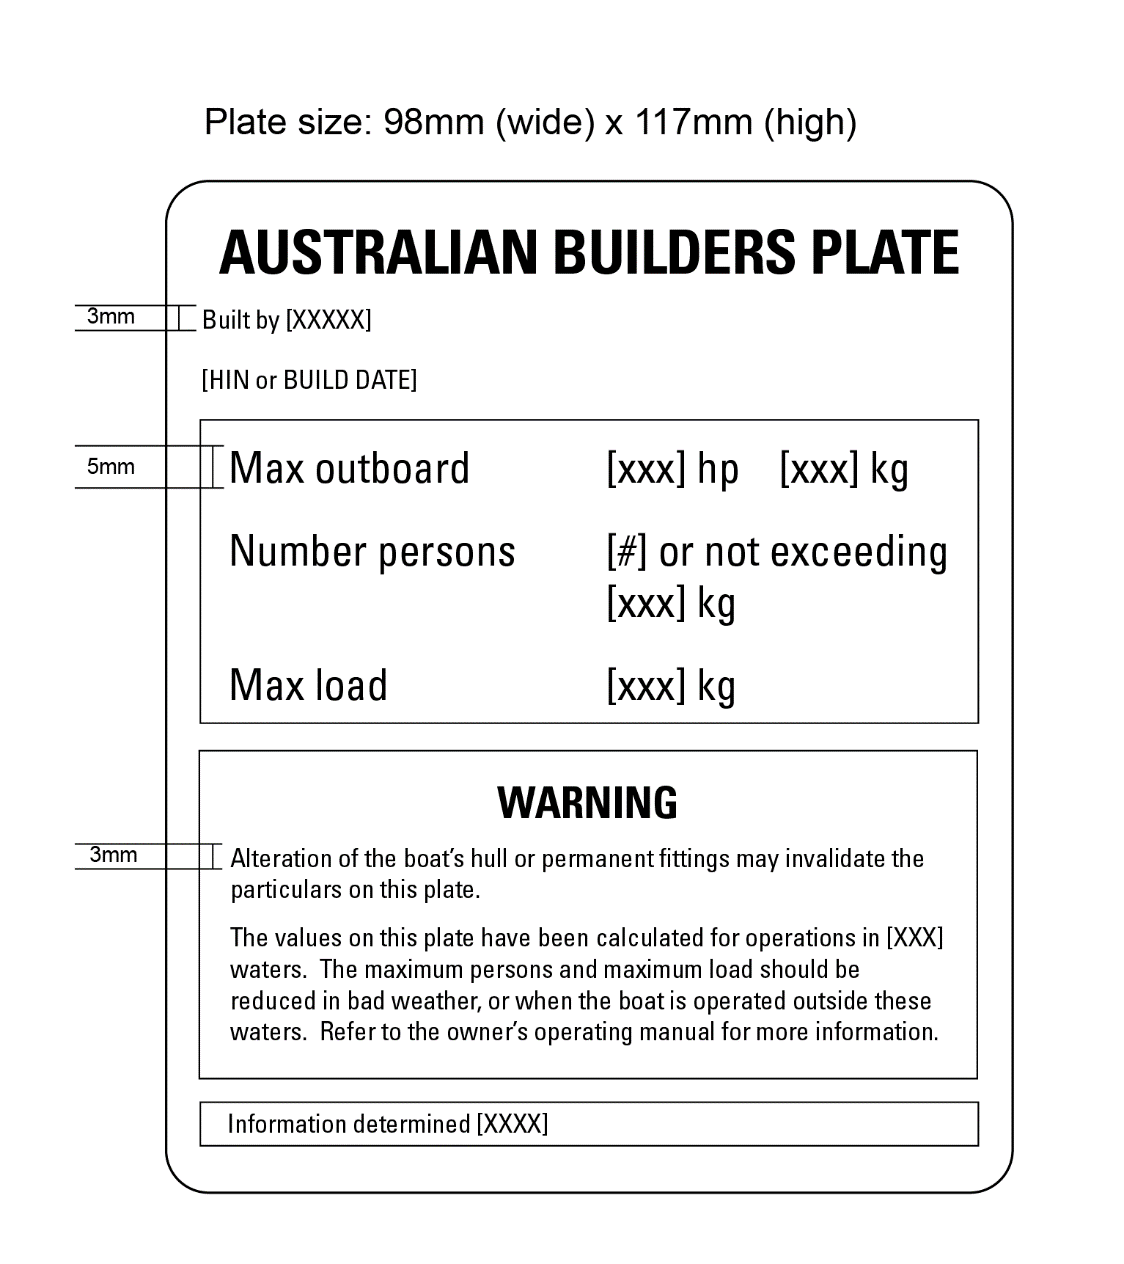 Plate size: 98mm (wide) x 117mm (high)
AUSTRALIAN BUILDERS PLATE
3mm
Built by [XXXXX]
[HIN or BUILD DATE]
5mm
Max outboard [xxx] hp [xxx] kg
Number persons [#] or not exceeding
[xxx] kg
Max load [xxx] kg
WARNING
3mm
Alteration of the boat’s hull or permanent fittings may invalidate the
particulars on this plate.
The values on this plate have been calculated for operations in [XXX]
waters. The maximum persons and maximum load should be
reduced in bad weather, or when the boat is operated outside these
waters. Refer to the owner’s operating manual for more information.
Information determined [XXXX]